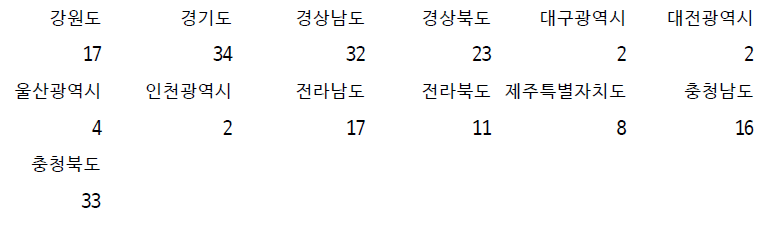 강원도 경기도 경상남도 경상북도 대구광역시 대전광역시
17 34 32 23 2 2
울산광역시 인천광역시 전라남도 전라북도 제주특별자치도 충청남도
4 2 17 11 8 16
충청북도
33